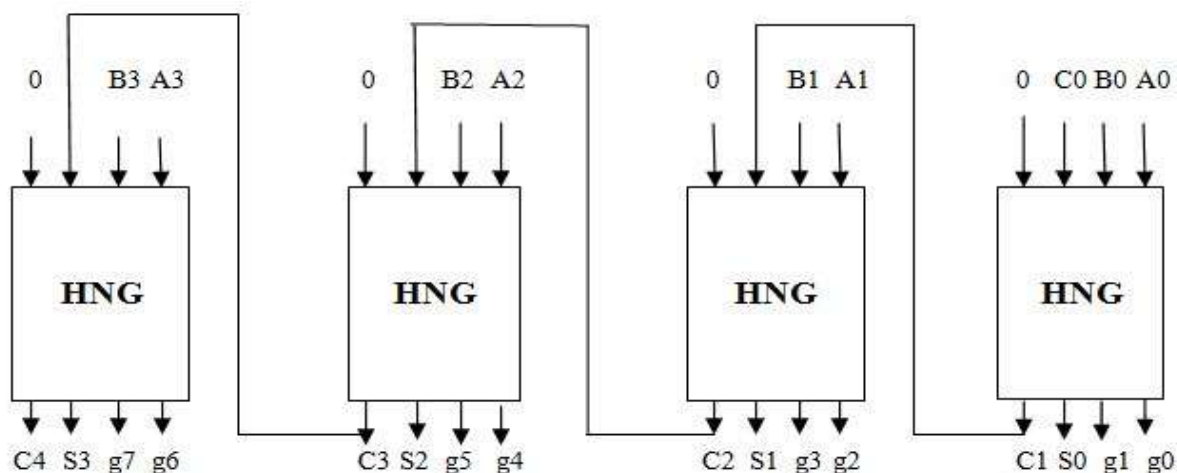 0 B3 A3 0 B2 A2 0 B1 A1 0 C0 B0 A0
HNG HNG HNG HNG
C4 S3 g7 g6 C3 S2 g5 g4 C2 S1 g3 g2 C1 S0 g1 g0